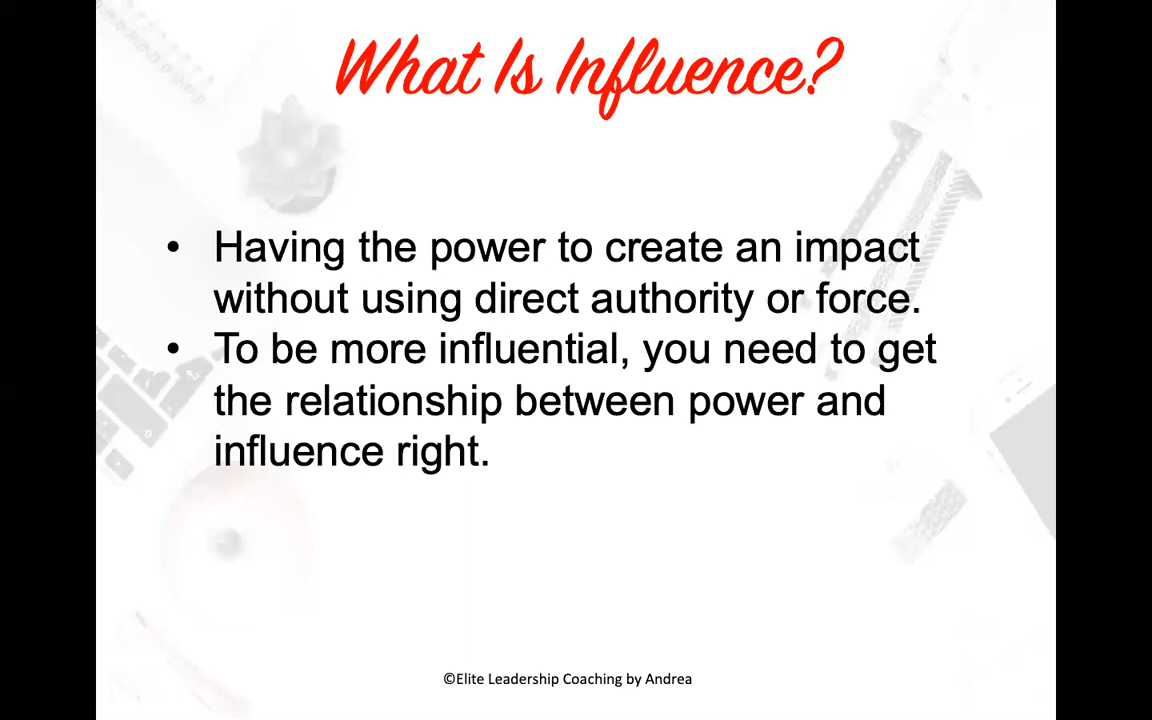 What Is Influence?
• Having the power to create an impact
without using direct authority or force.
• To be more influential, you need to get
the relationship between power and
influence right.
©Elite Leadership Coaching by Andrea